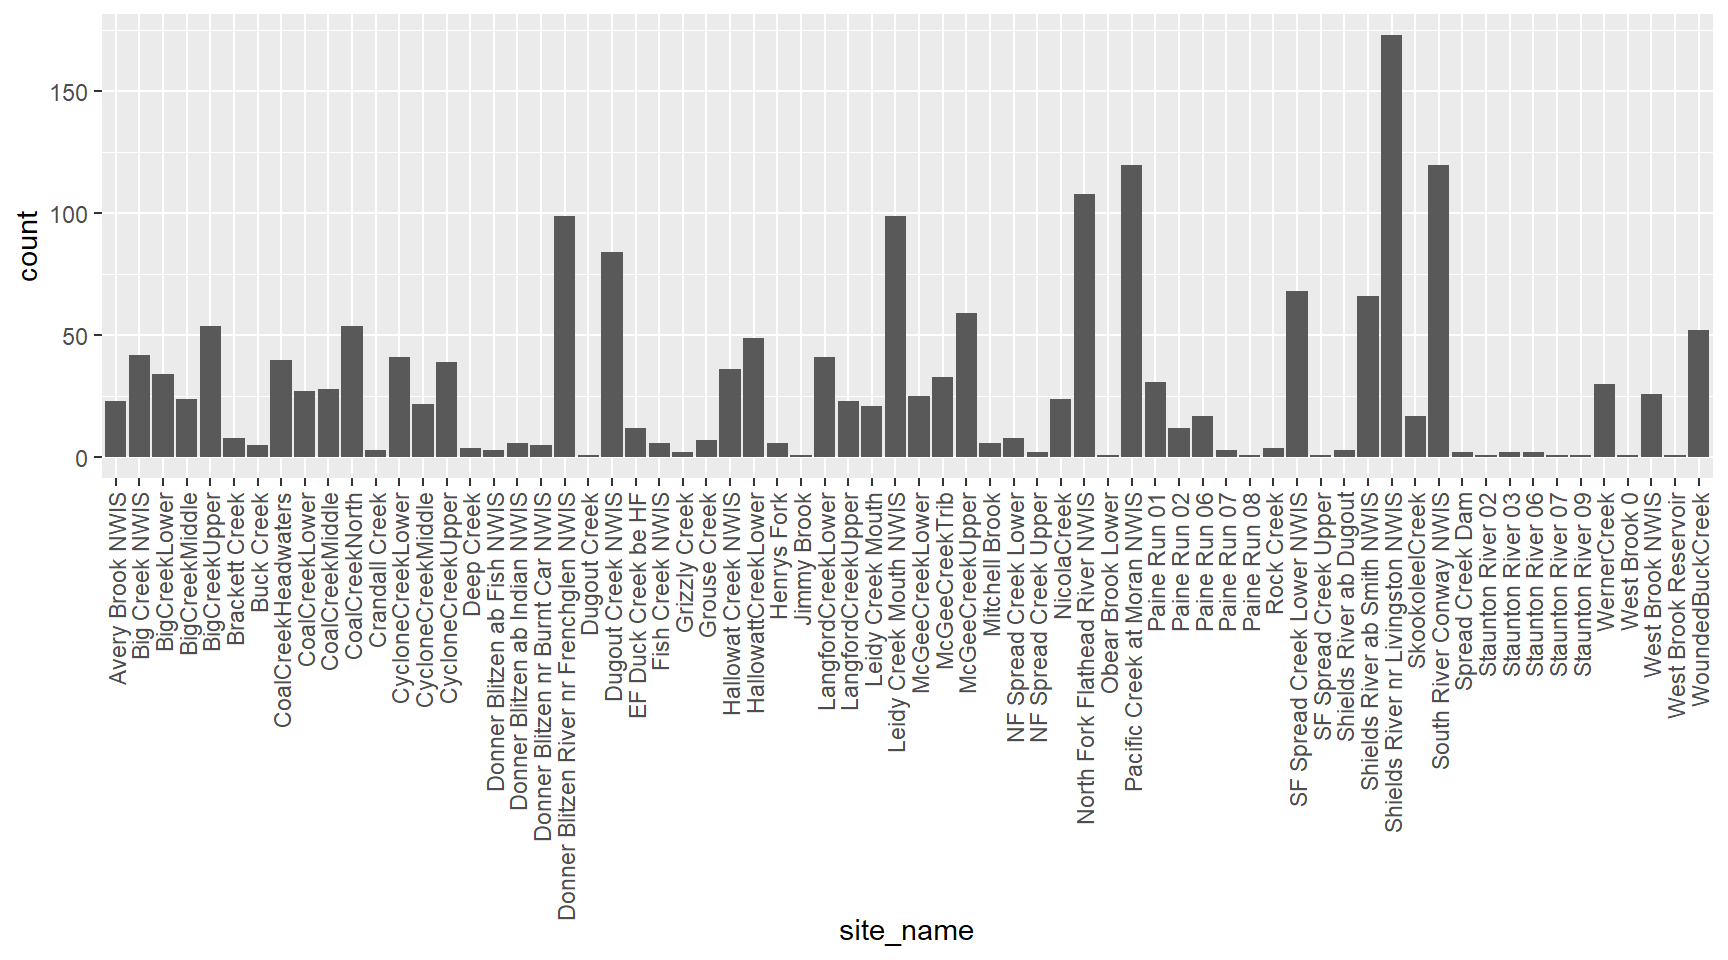 count
150
100
50
0
Avery Brook NWIS
Big Creek NWIS
BigCreekLower
BigCreekMiddle
BigCreekUpper
Brackett Creek
Buck Creek
CoalCreekHeadwaters
CoalCreekLower
CoalCreekMiddle
CoalCreekNorth
Crandall Creek
CycloneCreekLower
CycloneCreekMiddle
CycloneCreekUpper
Deep Creek
Donner Blitzen ab Fish NWIS
Donner Blitzen ab Indian NWIS
Donner Blitzen nr Burnt Car NWIS
Donner Blitzen River nr Frenchglen NWIS
Dugout Creek
Dugout Creek NWIS
EF Duck Creek be HF
Fish Creek NWIS
Grizzly Creek
Grouse Creek
Hallowat Creek NWIS
HallowattCreekLower
Henrys Fork
Jimmy Brook
LangfordCreekLower
LangfordCreekUpper
Leidy Creek Mouth
Leidy Creek Mouth NWIS
McGeeCreekLower
McGeeCreekTrib
McGeeCreekUpper
Mitchell Brook
NF Spread Creek Lower
NF Spread Creek Upper
NicolaCreek
North Fork Flathead River NWIS
Obear Brook Lower
Pacific Creek at Moran NWIS
Paine Run 01
Paine Run 02
Paine Run 06
Paine Run 07
Paine Run 08
Rock Creek
SF Spread Creek Lower NWIS
SF Spread Creek Upper
Shields River ab Dugout
Shields River ab Smith NWIS
Shields River nr Livingston NWIS
SkookoleelCreek
South River Conway NWIS
Spread Creek Dam
Staunton River 02
Staunton River 03
Staunton River 06
Staunton River 07
Staunton River 09
WernerCreek
West Brook 0
West Brook NWIS
West Brook Reservoir
WoundedBuckCreek
site_name